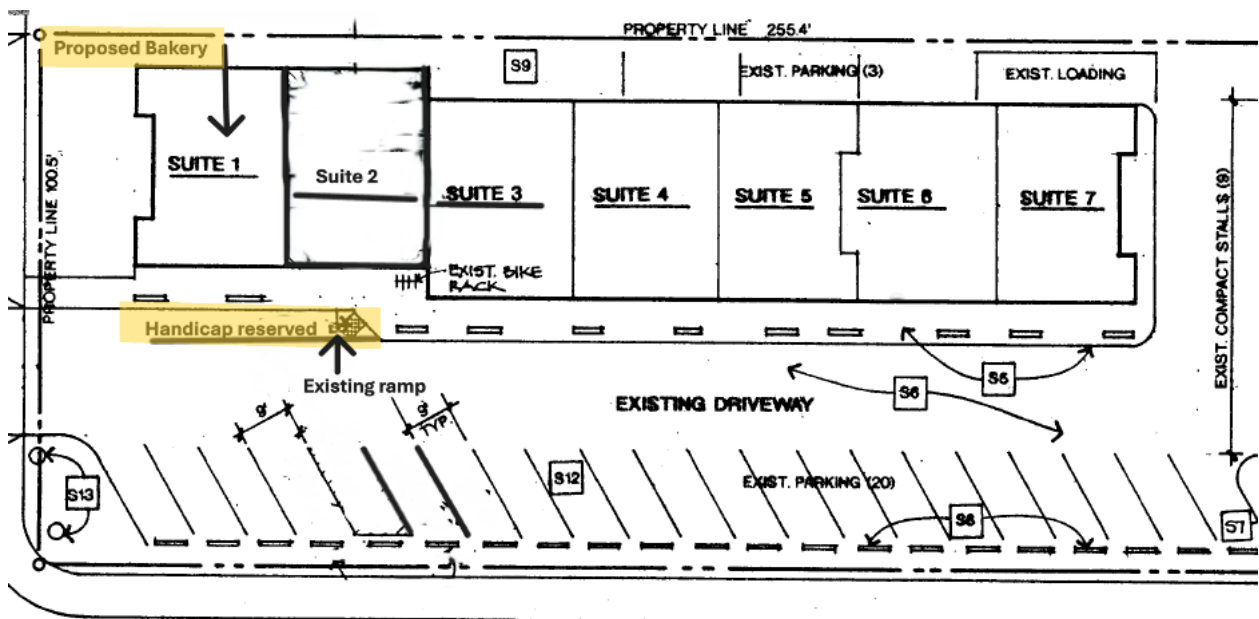 PROPERTY LINE 255.4'
Proposed Bakery
S9
EXIST. PARKING (3)
EXIST. LOADING
PROPERTY LINE 100.5'
SUITE 1
Suite 2
SUITE 3
SUITE 4
SUITE 5
SUITE 6
SUITE 7
EXIST. COMPACT STALLS (9)
EXIST. BIKE
RACK
Handicap reserved
Existing ramp
S5
S6
EXISTING DRIVEWAY
9'
9'
TYP.
S12
EXIST. PARKING (20)
S13
S6
S7